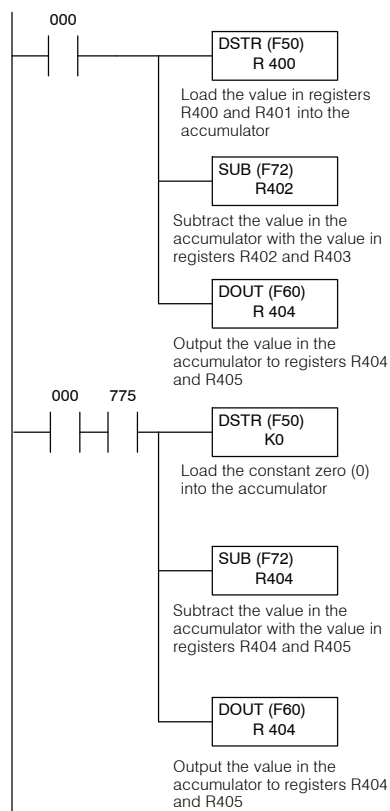 000
DSTR (F50)
R 400
Load the value in registers
R400 and R401 into the
accumulator
SUB (F72)
R402
Subtract the value in the
accumulator with the value in
registers R402 and R403
DOUT (F60)
R 404
Output the value in the
accumulator to registers R404
and R405
000 775
DSTR (F50)
K0
Load the constant zero (0)
into the accumulator
SUB (F72)
R404
Subtract the value in the
accumulator with the value in
registers R404 and R405
DOUT (F60)
R 404
Output the value in the
accumulator to registers R404
and R405